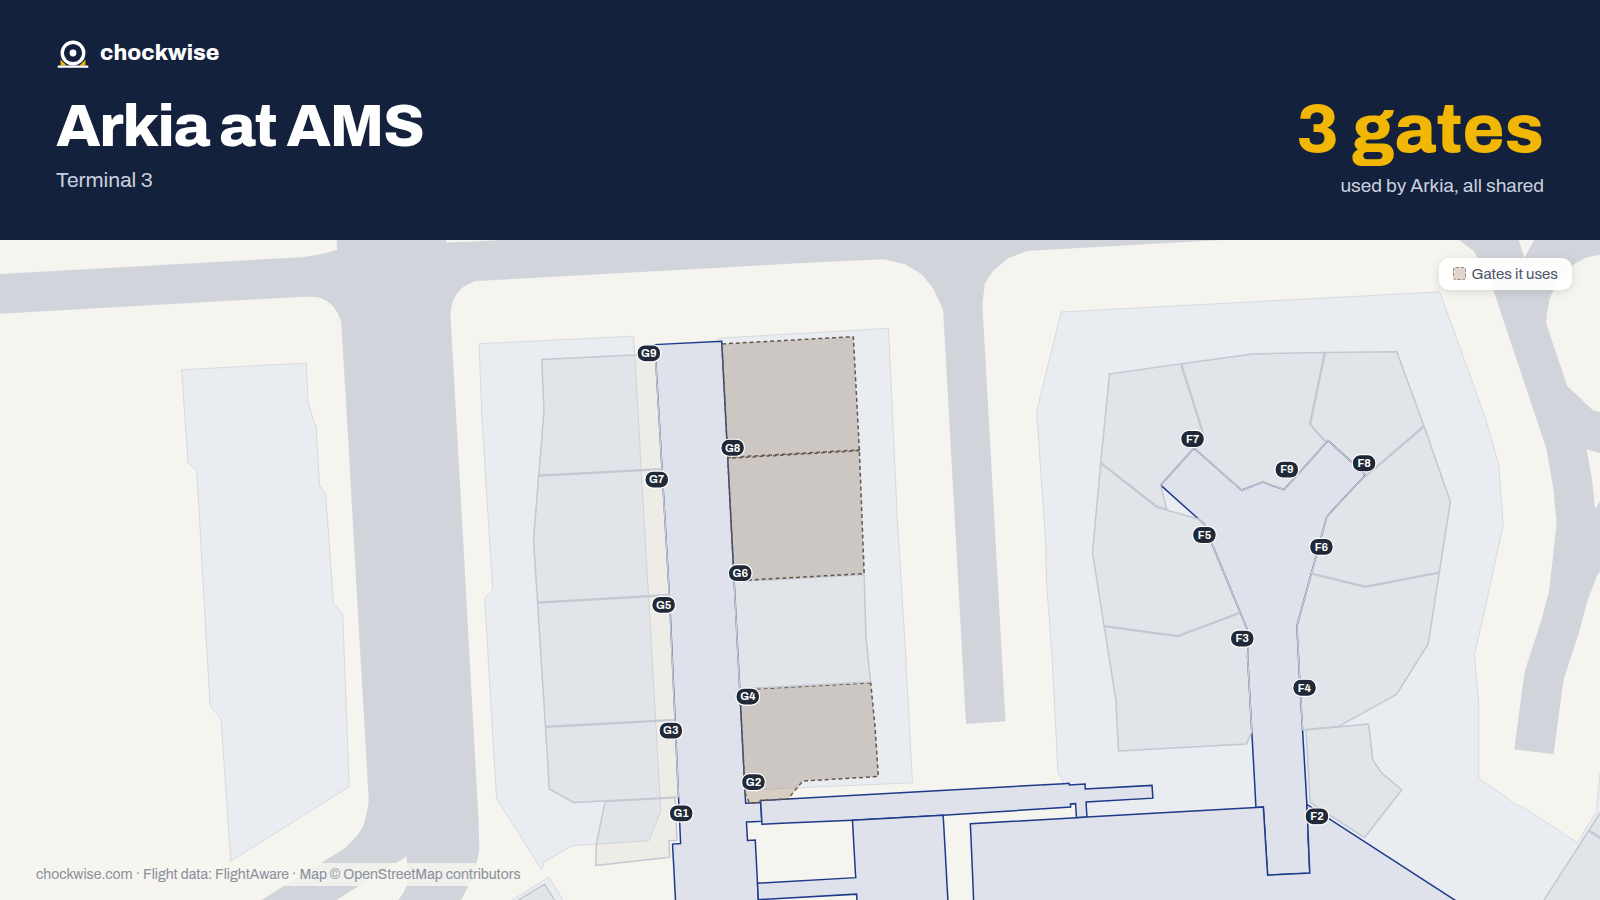 chockwise
Arkia at AMS
Terminal 3
3 gates
used by Arkia, all shared
Gates it uses
G9
G8
G7
G6
G5
G4
G3
G2
G1
F7
F9
F8
F5
F6
F3
F4
F2
chockwise.com · Flight data: FlightAware · Map © OpenStreetMap contributors